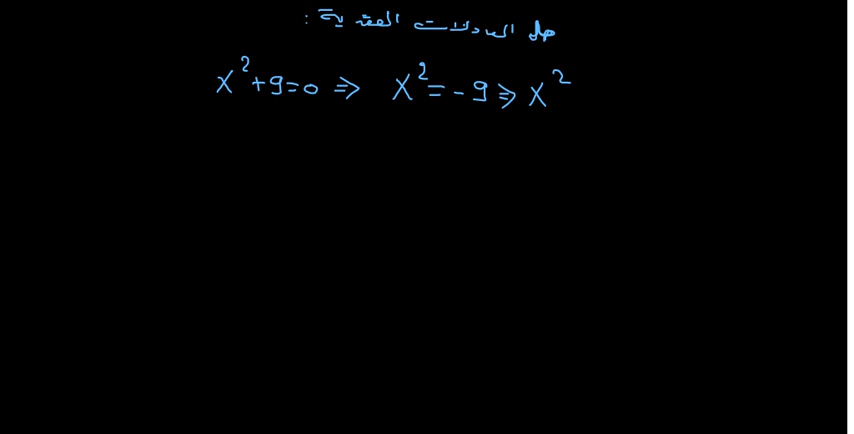 حل المعادلات العقدية :
x²+9=0 ⇒ x²=-9 ⇒ x²